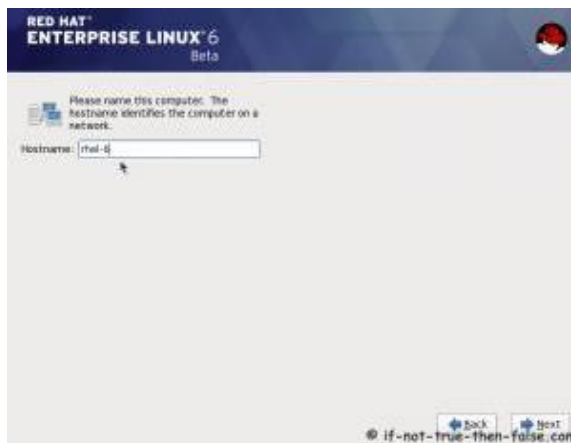 RED HAT
ENTERPRISE LINUX 6
Beta
Please name this computer. The
hostname identifies the computer on a
network.
Hostname: rhel-6
Back Next
© if-not-true-then-false.com